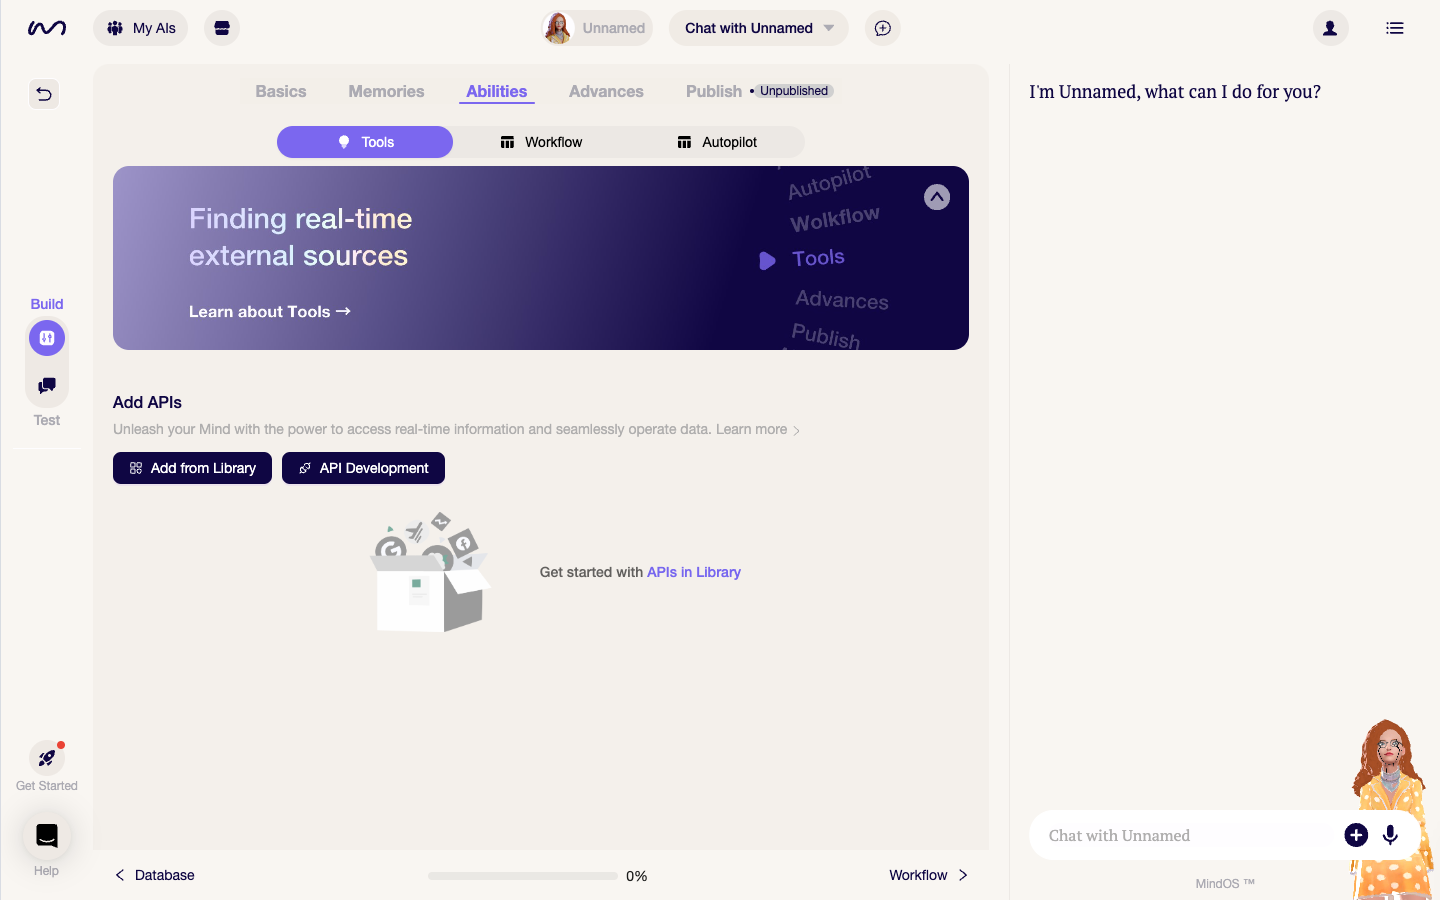 My AIs
Unnamed
Chat with Unnamed
Basics
Memories
Abilities
Advances
Publish
• Unpublished
Tools
Workflow
Autopilot
Finding real-time
external sources
Learn about Tools →
Autopilot
Wolkflow
Tools
Advances
Publish
Build
Test
Add APIs
Unleash your Mind with the power to access real-time information and seamlessly operate data. Learn more >
Add from Library
API Development
Get started with APIs in Library
Get Started
Help
< Database
0%
Workflow >
I'm Unnamed, what can I do for you?
Chat with Unnamed
MindOS ™